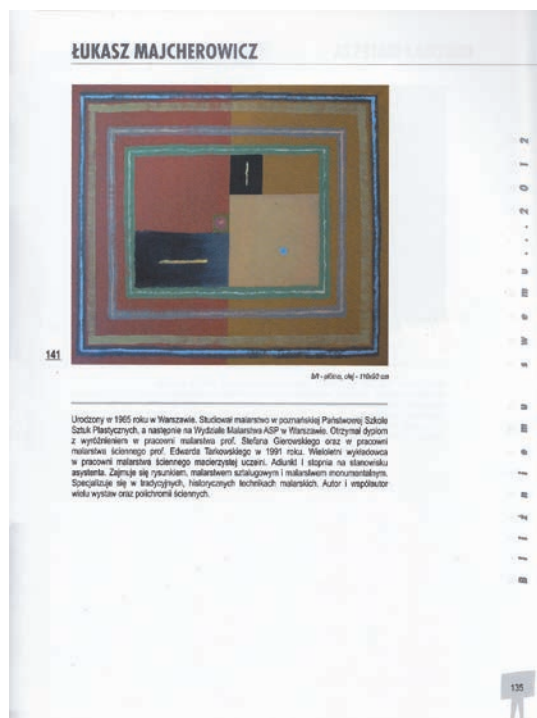 ŁUKASZ MAJCHEROWICZ
141
b/t - płótno, olej - 110x90 cm
Urodzony w 1965 roku w Warszawie. Studiował malarstwo w poznańskiej Państwowej Szkole
Sztuk Plastycznych, a następnie na Wydziale Malarstwa ASP w Warszawie. Otrzymał dyplom
z wyróżnieniem w pracowni malarstwa prof. Stefana Gierowskiego oraz w pracowni
malarstwa ściennego prof. Edwarda Tarkowskiego w 1991 roku. Wieloletni wykładowca
w pracowni malarstwa ściennego macierzystej uczelni. Adiunkt I stopnia na stanowisku
asystenta. Zajmuje się rysunkiem, malarstwem sztalugowym i malarstwem monumentalnym.
Specjalizuje się w tradycyjnych, historycznych technikach malarskich. Autor i współautor
wielu wystaw oraz polichromii ściennych.
Bliźniemu swemu...2012
135